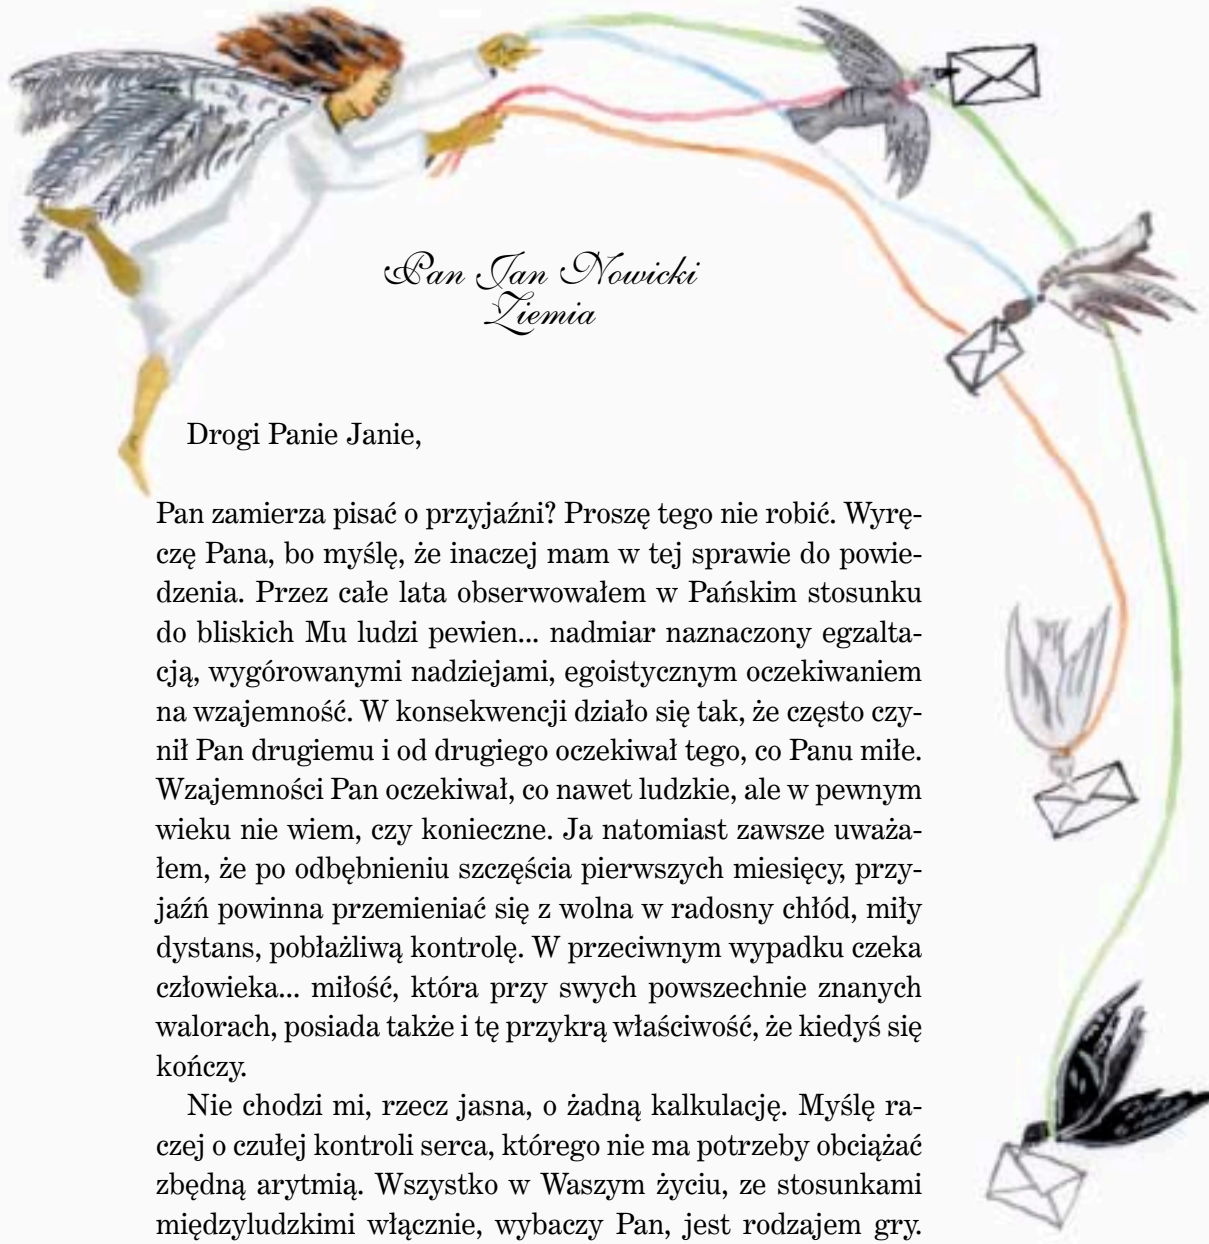 Pan Jan Nowicki
Ziemia
Drogi Panie Janie,
Pan zamierza pisać o przyjaźni? Proszę tego nie robić. Wyrę-
czę Pana, bo myślę, że inaczej mam w tej sprawie do powie-
dzenia. Przez całe lata obserwowałem w Pańskim stosunku
do bliskich Mu ludzi pewien... nadmiar naznaczony egzalta-
cją, wygórowanymi nadziejami, egoistycznym oczekiwaniem
na wzajemność. W konsekwencji działo się tak, że często czy-
nił Pan drugiemu i od drugiego oczekiwał tego, co Panu miłe.
Wzajemności Pan oczekiwał, co nawet ludzkie, ale w pewnym
wieku nie wiem, czy konieczne. Ja natomiast zawsze uważa-
łem, że po odbębnieniu szczęścia pierwszych miesięcy, przy-
jaźń powinna przemieniać się z wolna w radosny chłód, miły
dystans, pobłażliwą kontrolę. W przeciwnym wypadku czeka
człowieka... miłość, która przy swych powszechnie znanych
walorach, posiada także i tę przykrą właściwość, że kiedyś się
kończy.
Nie chodzi mi, rzecz jasna, o żadną kalkulację. Myślę ra-
czej o czułej kontroli serca, którego nie ma potrzeby obciążać
zbędną arytmią. Wszystko w Waszym życiu, ze stosunkami
międzyludzkimi włącznie, wybaczy Pan, jest rodzajem gry.